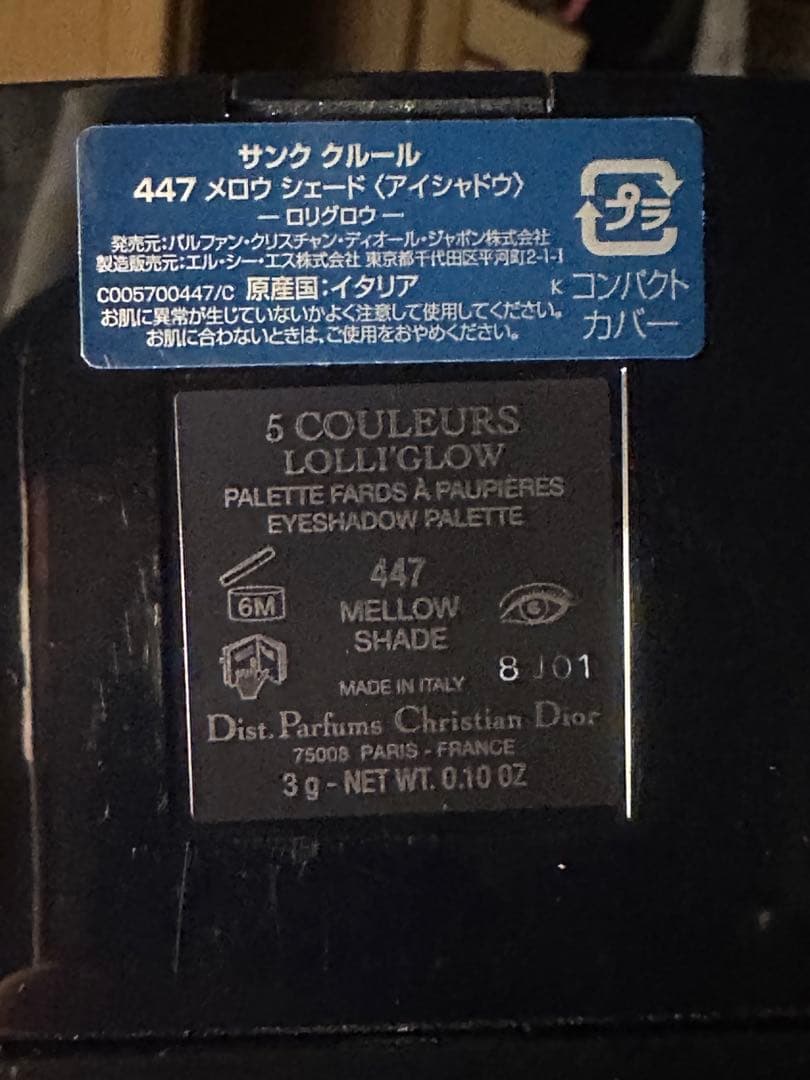 サンク クルール
447 メロウ シェード〈アイシャドウ〉
— ロリグロウ —
発売元:パルファン・クリスチャン・ディオール・ジャポン株式会社
製造販売元:エル・シー・エス株式会社 東京都千代田区平河町2-1-1
C005700447/C 原産国:イタリア
お肌に異常が生じていないかよく注意して使用してください。
お肌に合わないときは、ご使用をおやめください。
プラ
K コンパクト
カバー
5 COULEURS
LOLLI'GLOW
PALETTE FARDS À PAUPIÈRES
EYESHADOW PALETTE
6M
447
MELLOW
SHADE
8J01
MADE IN ITALY
Dist. Parfums Christian Dior
75008 PARIS - FRANCE
3 g - NET WT. 0.10 OZ